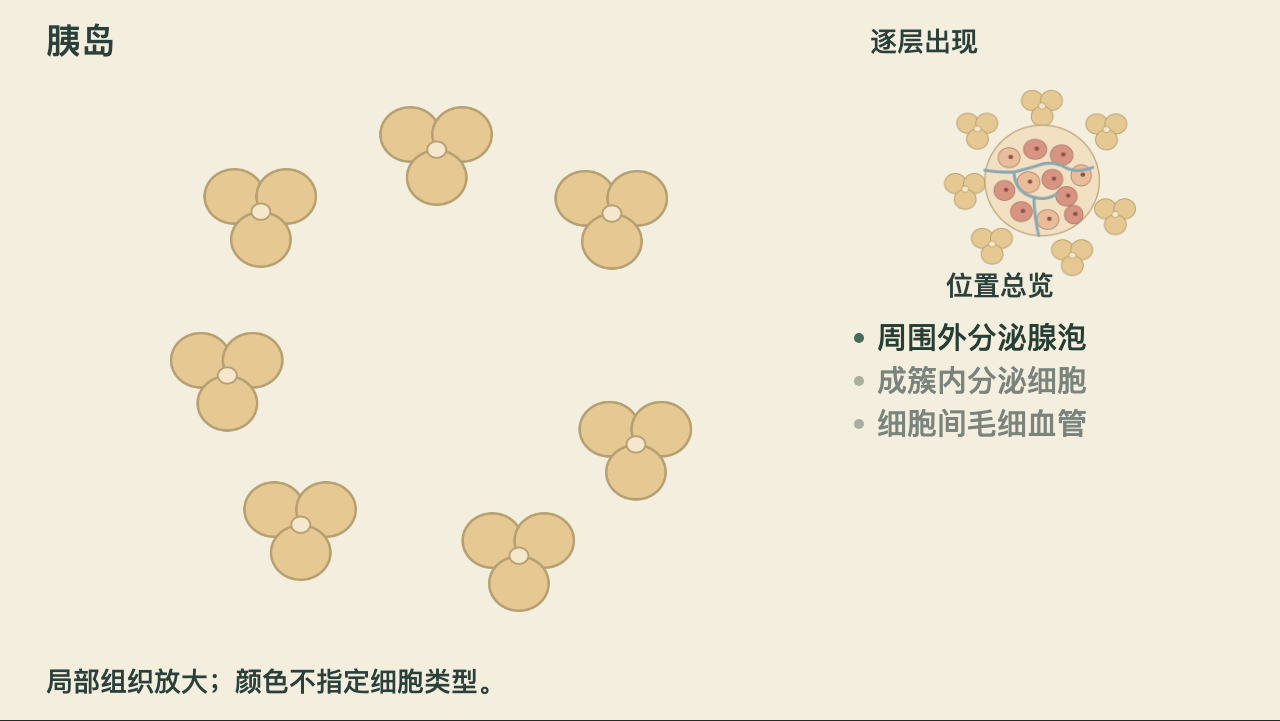 胰岛
逐层出现
位置总览
周围外分泌腺泡
成簇内分泌细胞
细胞间毛细血管
局部组织放大；颜色不指定细胞类型。